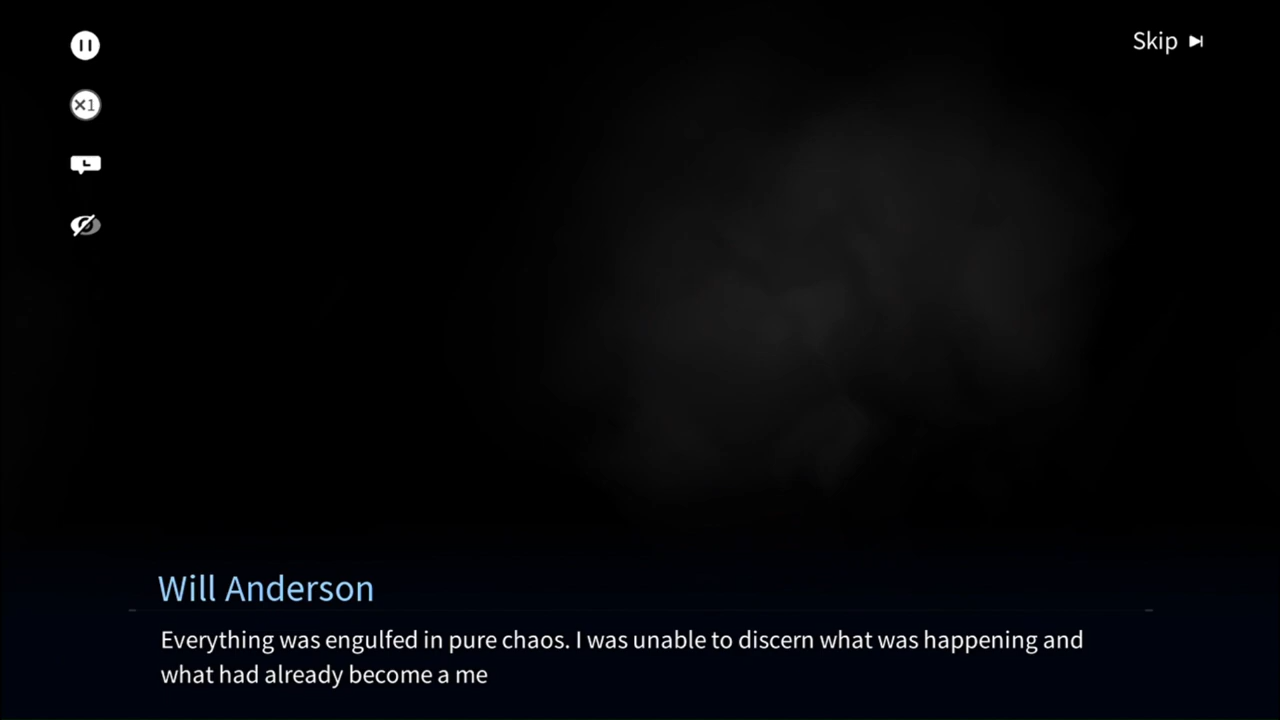 Skip
×1
Will Anderson
Everything was engulfed in pure chaos. I was unable to discern what was happening and
what had already become a me